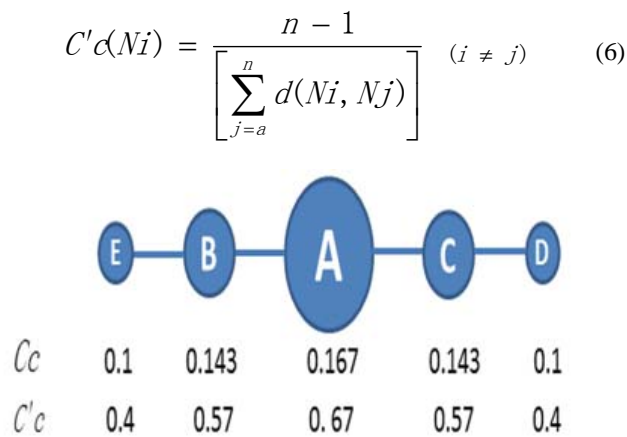 C'c(Ni) = n − 1 / [ ∑ j=a n d(Ni, Nj) ] (i ≠ j) (6)
E B A C D
Cc 0.1 0.143 0.167 0.143 0.1
C'c 0.4 0.57 0. 67 0.57 0.4